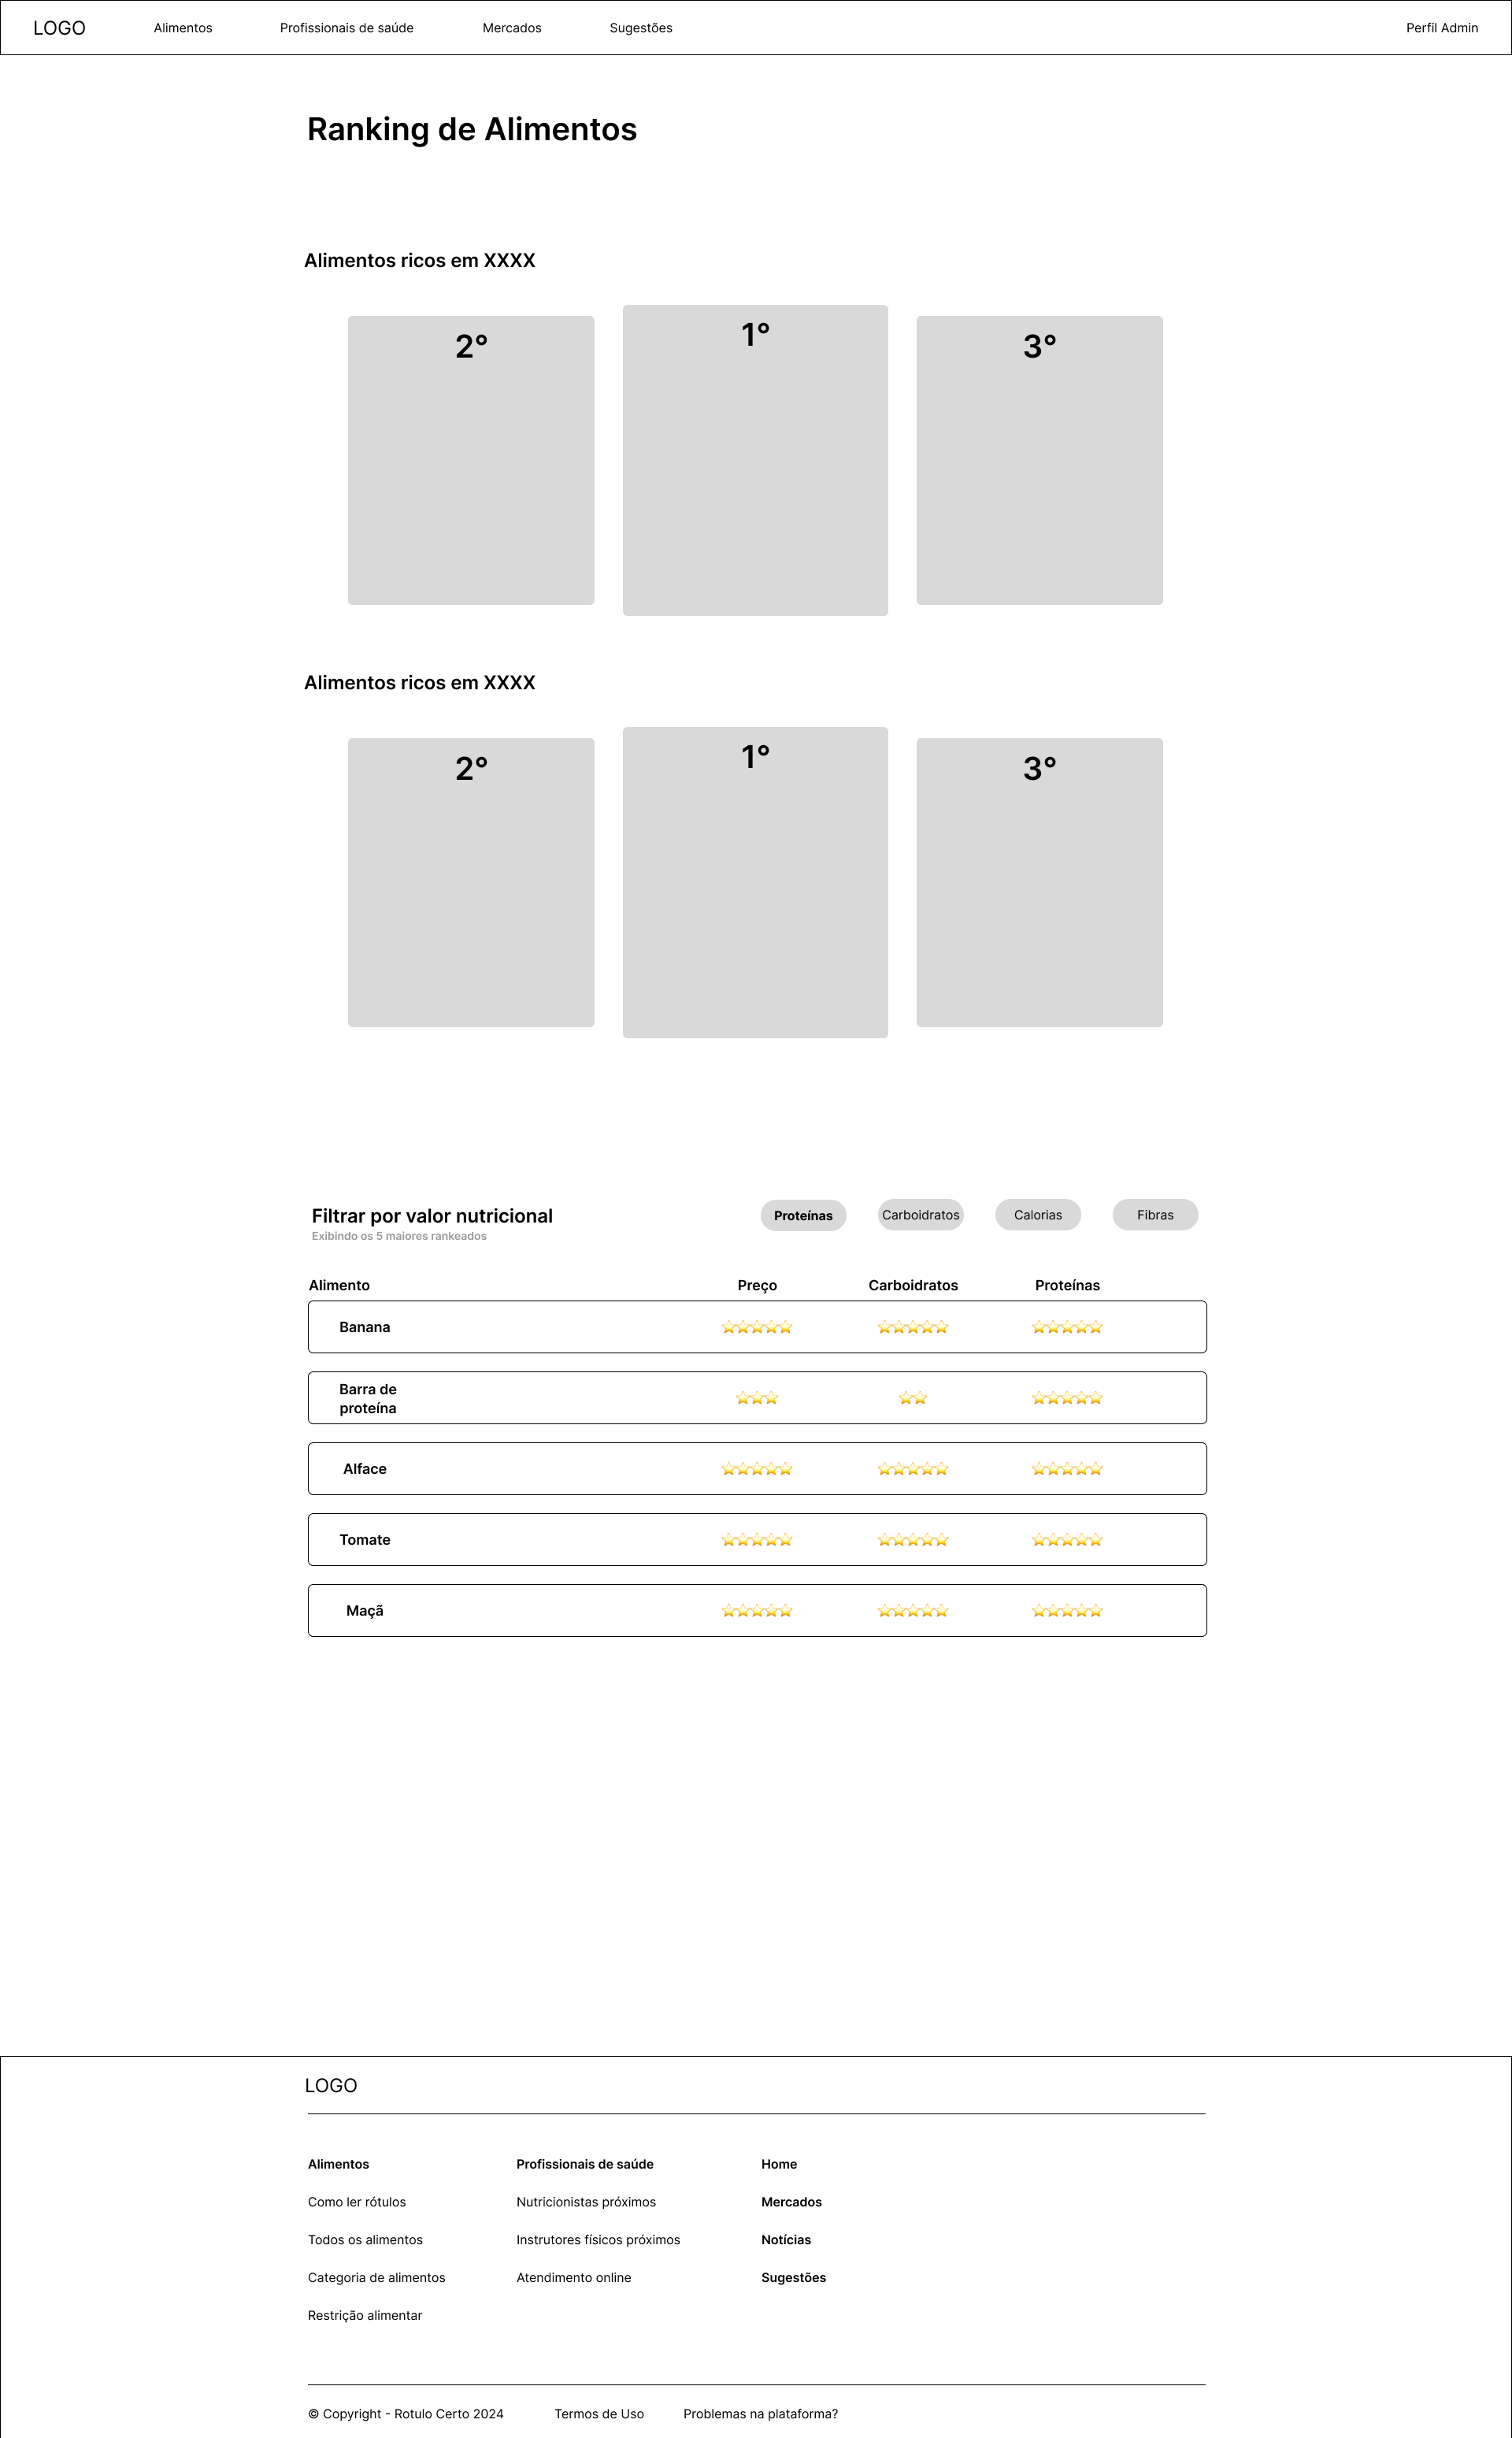 LOGO
Alimentos
Profissionais de saúde
Mercados
Sugestões
Perfil Admin
Ranking de Alimentos
Alimentos ricos em XXXX
2°
1°
3°
Alimentos ricos em XXXX
2°
1°
3°
Filtrar por valor nutricional
Exibindo os 5 maiores rankeados
Proteínas
Carboidratos
Calorias
Fibras
Alimento
Preço
Carboidratos
Proteínas
Banana
Barra de
proteína
Alface
Tomate
Maçã
LOGO
Alimentos
Como ler rótulos
Todos os alimentos
Categoria de alimentos
Restrição alimentar
Profissionais de saúde
Nutricionistas próximos
Instrutores físicos próximos
Atendimento online
Home
Mercados
Notícias
Sugestões
© Copyright - Rotulo Certo 2024
Termos de Uso
Problemas na plataforma?